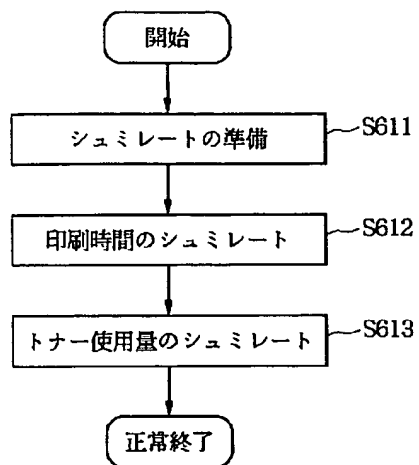 開始
シュミレートの準備
S611
印刷時間のシュミレート
S612
トナー使用量のシュミレート
S613
正常終了